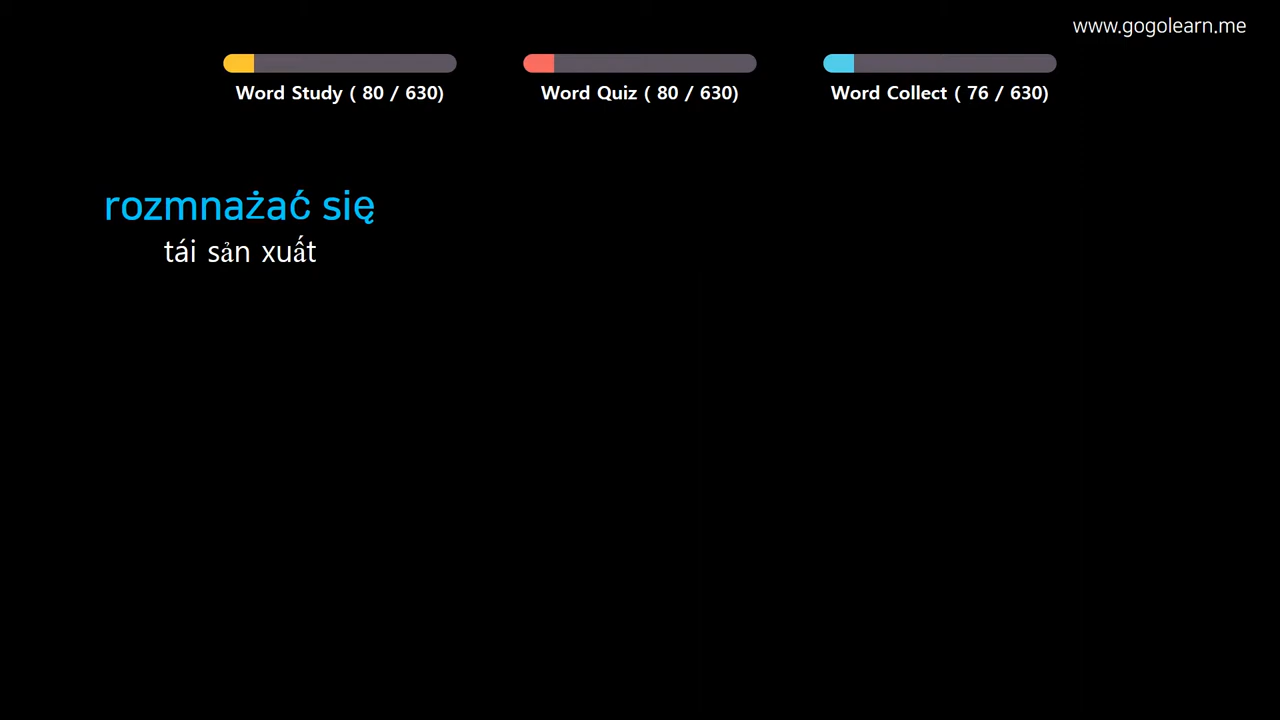 www.gogolearn.me
Word Study ( 80 / 630)
Word Quiz ( 80 / 630)
Word Collect ( 76 / 630)
rozmnażać się
tái sản xuất